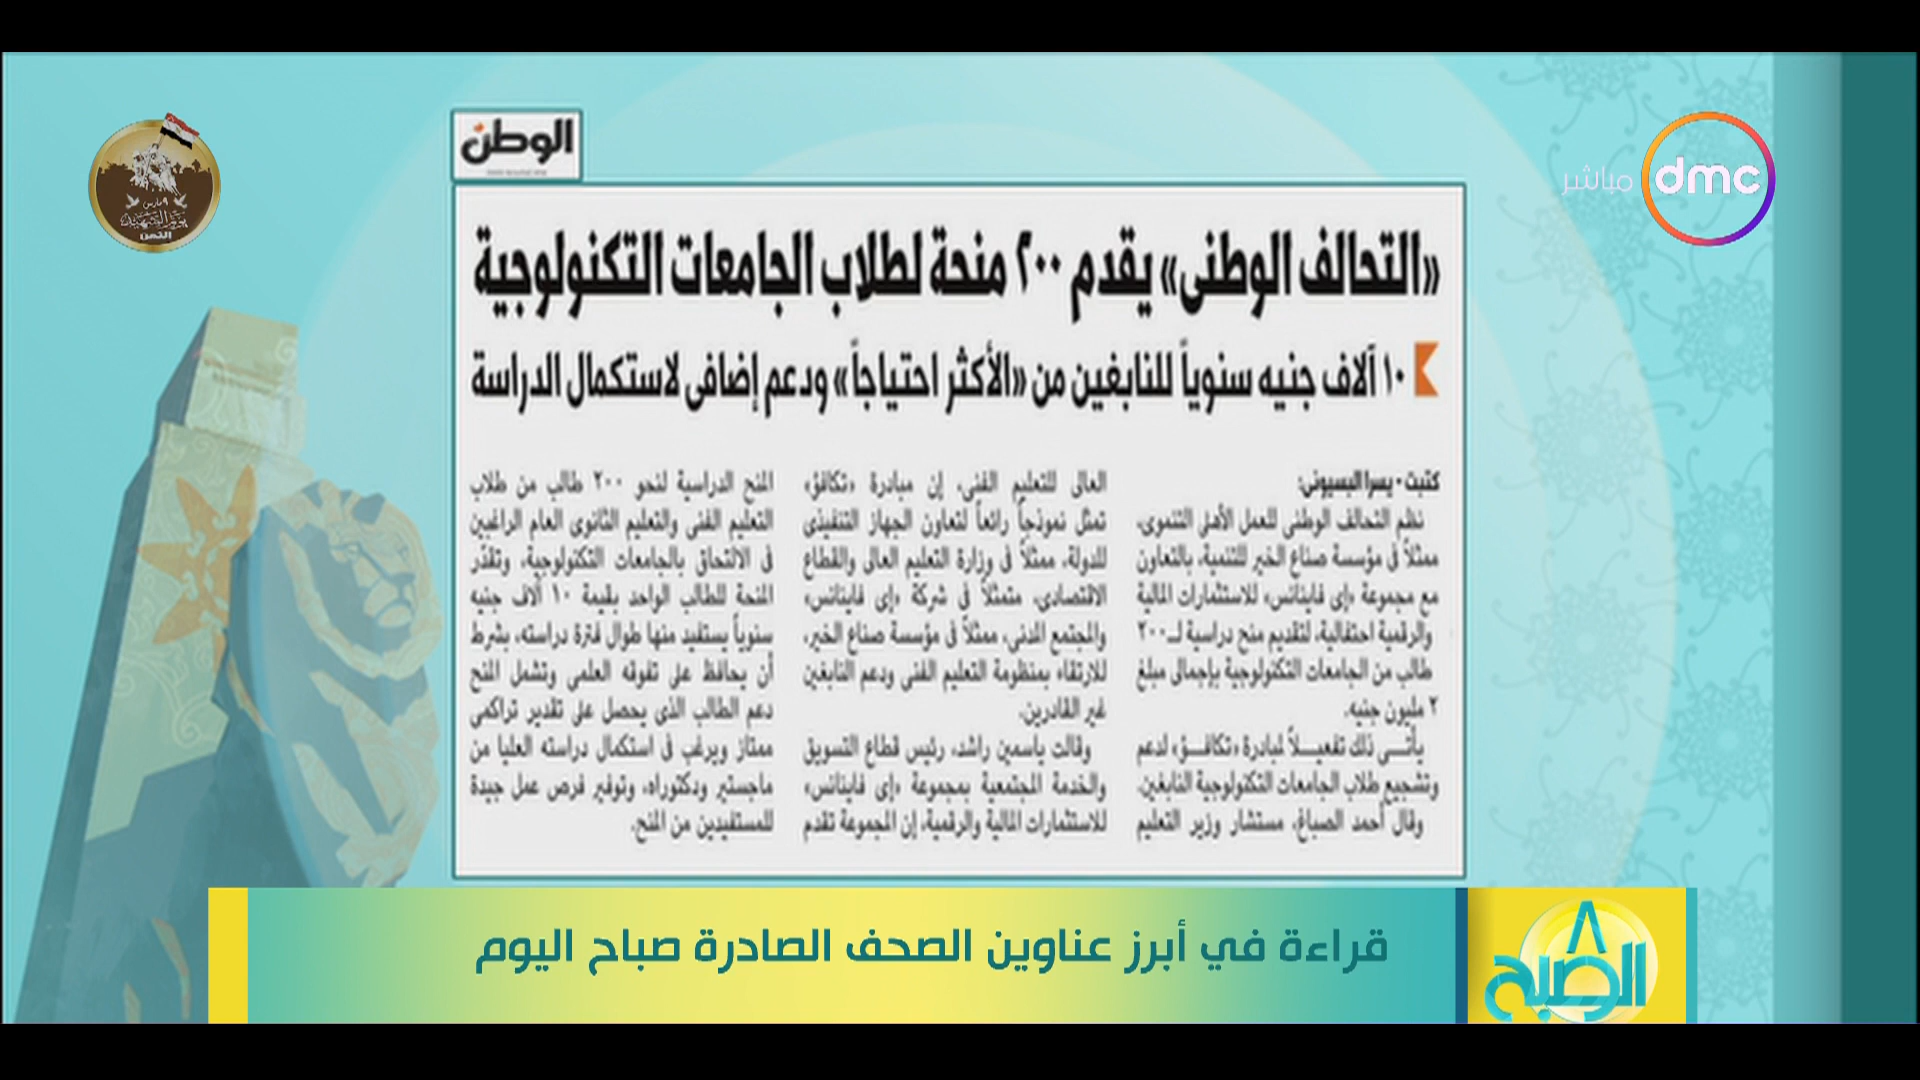 مباشر dmc
٩ مارس
يوم الشهيد
الثمن
الوطن
«التحالف الوطنى» يقدم ٢٠٠ منحة لطلاب الجامعات التكنولوجية
١٠ آلاف جنيه سنوياً للنابغين من «الأكثر احتياجاً» ودعم إضافى لاستكمال الدراسة
كتبت - يسرا البسيونى:
نظم التحالف الوطنى للعمل الأهلى التنموى،
ممثلاً فى مؤسسة صناع الخير للتنمية، بالتعاون
مع مجموعة «إى فاينانس» للاستثمارات المالية
والرقمية احتفالية، لتقديم منح دراسية لـ٢٠٠
طالب من الجامعات التكنولوجية بإجمالى مبلغ
٢ مليون جنيه.
يأتـــى ذلك تفعيـــلاً لمبادرة «تكافـــؤ» لدعم
وتشجيع طلاب الجامعات التكنولوجية النابغين.
وقال أحمد الصباغ، مستشار وزير التعليم
العالى للتعليم الفنى، إن مبادرة «تكافؤ»
تمثل نموذجاً رائعاً لتعاون الجهاز التنفيذى
للدولة، ممثلاً فى وزارة التعليم العالى والقطاع
الاقتصادى، متمثلاً فى شركة «إى فاينانس»
والمجتمع المدنى، ممثلاً فى مؤسسة صناع الخير،
للارتقاء بمنظومة التعليم الفنى ودعم النابغين
غير القادرين.
وقالت ياسمين راشد، رئيس قطاع التسويق
والخدمة المجتمعية بمجموعة «إى فاينانس»
للاستثمارات المالية والرقمية، إن المجموعة تقدم
المنح الدراسية لنحو ٢٠٠ طالب من طلاب
التعليم الفنى والتعليم الثانوى العام الراغبين
فى الالتحاق بالجامعات التكنولوجية، وتقدّر
المنحة للطالب الواحد بقيمة ١٠ آلاف جنيه
سنوياً يستفيد منها طوال فترة دراسته، بشرط
أن يحافظ على تفوقه العلمى وتشمل المنح
دعم الطالب الذى يحصل على تقدير تراكمى
ممتاز ويرغب فى استكمال دراسته العليا من
ماجستير ودكتوراه، وتوفير فرص عمل جيدة
للمستفيدين من المنح.
قراءة في أبرز عناوين الصحف الصادرة صباح اليوم
٨ الصبح